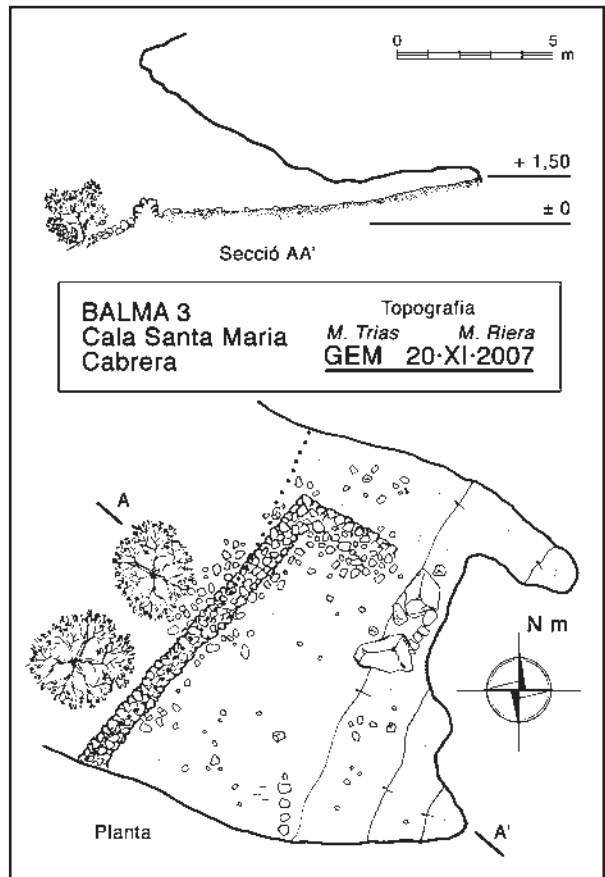 0 5
m
+ 1,50
± 0
Secció AA'
BALMA 3
Cala Santa Maria
Cabrera
Topografia
M. Trias M. Riera
GEM 20·XI·2007
A
N m
Planta
A'